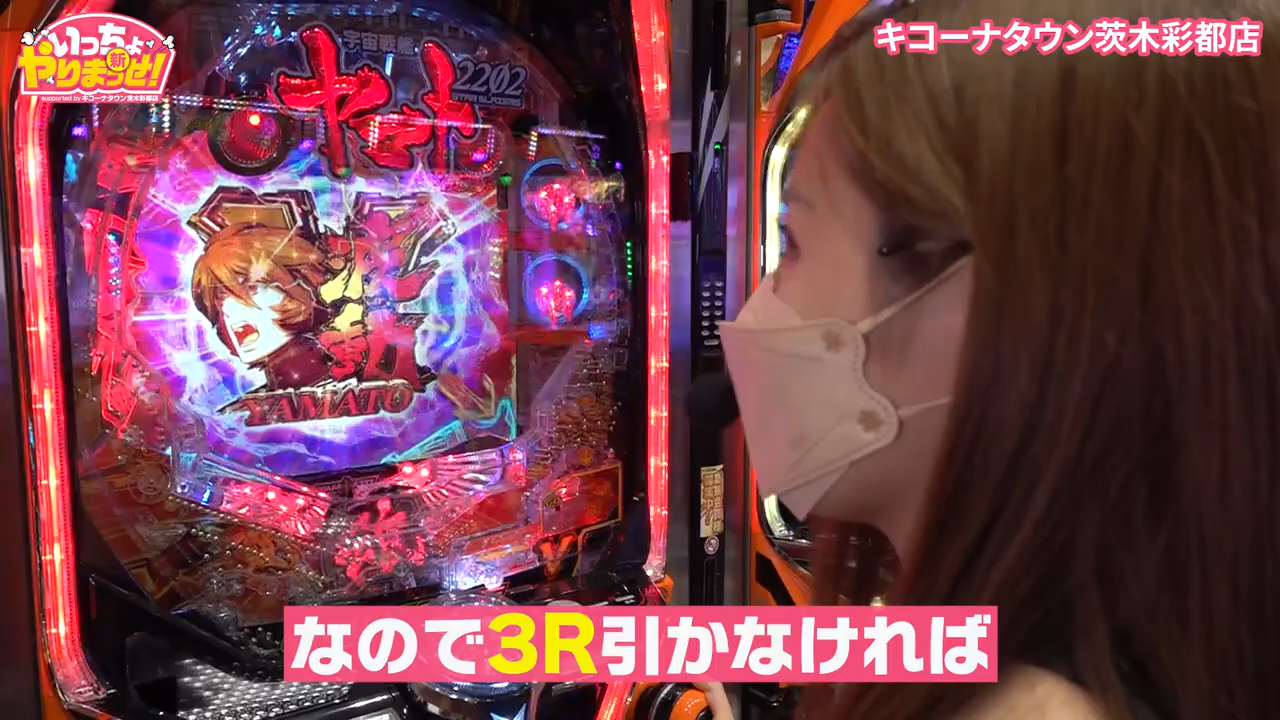 いっちょ
新
やりまっせ!
supported by キコーナタウン茨木彩都店
キコーナタウン茨木彩都店
宇宙戦艦
ヤマト
2202
STAR BLAZERS
YAMATO
V
なので3R引かなければ